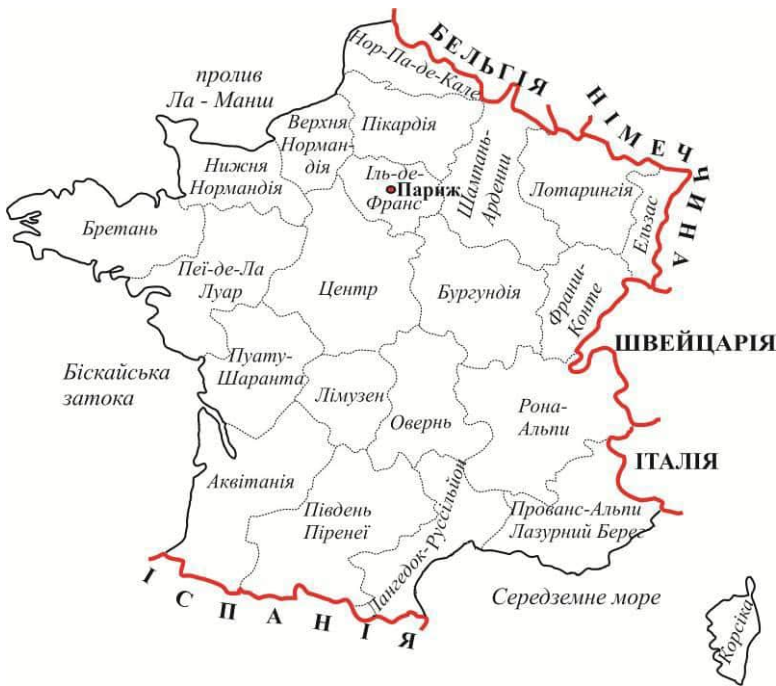 БЕЛЬГІЯ
НІМЕЧЧИНА
Нор-Па-де-Кале
пролив
Ла - Манш
Верхня
Норман-
дія
Пікардія
Нижня
Нормандія
Іль-де-
Франс
Париж
Шампань-
Арденни
Лотарингія
Ельзас
Бретань
Пеї-де-Ла
Луар
Центр
Бургундія
Франш-
Конте
ШВЕЙЦАРІЯ
Біскайська
затока
Пуату-
Шаранта
Лімузен
Овернь
Рона-
Альпи
ІТАЛІЯ
Аквітанія
Південь
Піренеї
Лангедок-Руссільйон
Прованс-Альпи
Лазурний Берег
ІСПАНІЯ
Середземне море
Корсіка